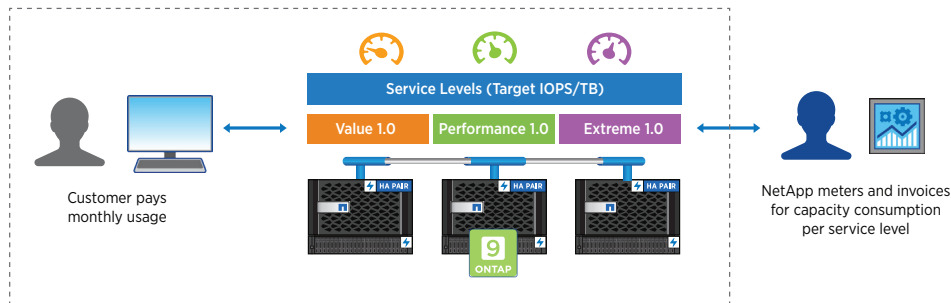 Service Levels (Target IOPS/TB)
Value 1.0
Performance 1.0
Extreme 1.0
HA PAIR
HA PAIR
HA PAIR
9
ONTAP
Customer pays
monthly usage
NetApp meters and invoices
for capacity consumption
per service level